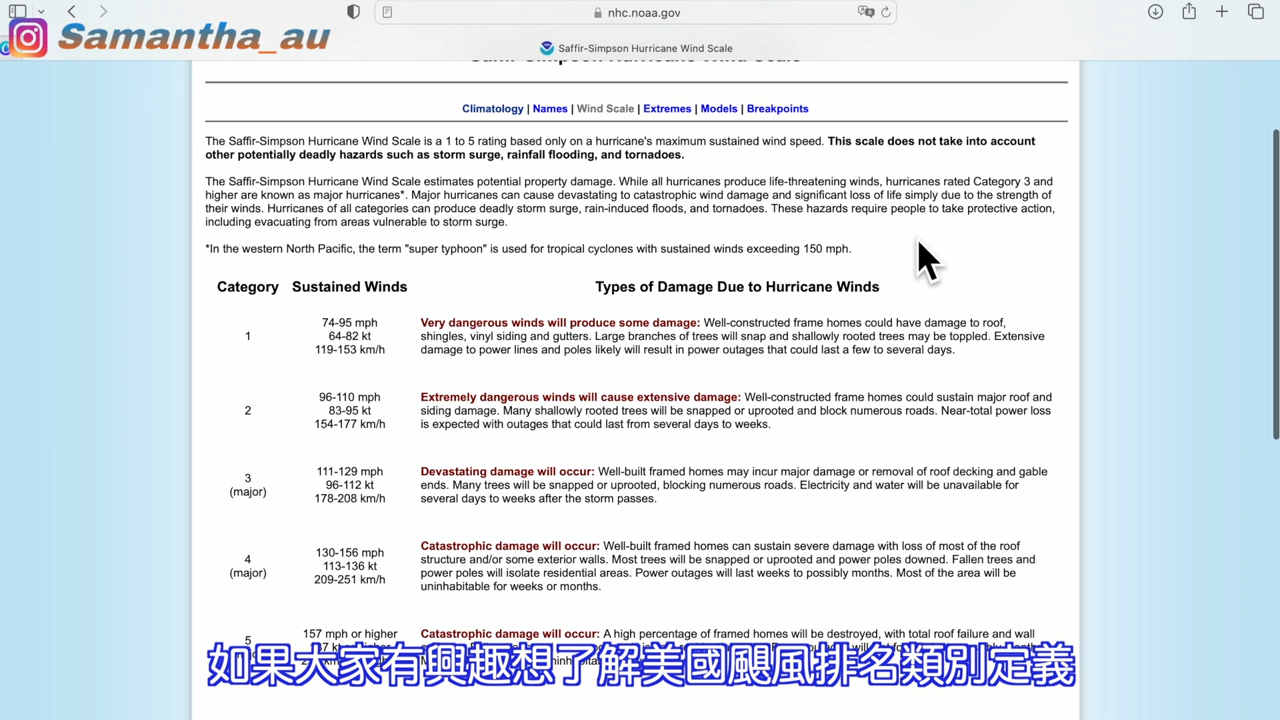 nhc.noaa.gov
Samantha_au
Saffir-Simpson Hurricane Wind Scale
Saffir-Simpson Hurricane Wind Scale
Climatology | Names | Wind Scale | Extremes | Models | Breakpoints
The Saffir-Simpson Hurricane Wind Scale is a 1 to 5 rating based only on a hurricane's maximum sustained wind speed. This scale does not take into account
other potentially deadly hazards such as storm surge, rainfall flooding, and tornadoes.
The Saffir-Simpson Hurricane Wind Scale estimates potential property damage. While all hurricanes produce life-threatening winds, hurricanes rated Category 3 and
higher are known as major hurricanes*. Major hurricanes can cause devastating to catastrophic wind damage and significant loss of life simply due to the strength of
their winds. Hurricanes of all categories can produce deadly storm surge, rain-induced floods, and tornadoes. These hazards require people to take protective action,
including evacuating from areas vulnerable to storm surge.
*In the western North Pacific, the term "super typhoon" is used for tropical cyclones with sustained winds exceeding 150 mph.
Category Sustained Winds Types of Damage Due to Hurricane Winds
1
74-95 mph
64-82 kt
119-153 km/h
Very dangerous winds will produce some damage: Well-constructed frame homes could have damage to roof,
shingles, vinyl siding and gutters. Large branches of trees will snap and shallowly rooted trees may be toppled. Extensive
damage to power lines and poles likely will result in power outages that could last a few to several days.
2
96-110 mph
83-95 kt
154-177 km/h
Extremely dangerous winds will cause extensive damage: Well-constructed frame homes could sustain major roof and
siding damage. Many shallowly rooted trees will be snapped or uprooted and block numerous roads. Near-total power loss
is expected with outages that could last from several days to weeks.
3
(major)
111-129 mph
96-112 kt
178-208 km/h
Devastating damage will occur: Well-built framed homes may incur major damage or removal of roof decking and gable
ends. Many trees will be snapped or uprooted, blocking numerous roads. Electricity and water will be unavailable for
several days to weeks after the storm passes.
4
(major)
130-156 mph
113-136 kt
209-251 km/h
Catastrophic damage will occur: Well-built framed homes can sustain severe damage with loss of most of the roof
structure and/or some exterior walls. Most trees will be snapped or uprooted and power poles downed. Fallen trees and
power poles will isolate residential areas. Power outages will last weeks to possibly months. Most of the area will be
uninhabitable for weeks or months.
5
157 mph or higher
Catastrophic damage will occur: A high percentage of framed homes will be destroyed, with total roof failure and wall
如果大家有興趣想了解美國颶風排名類別定義